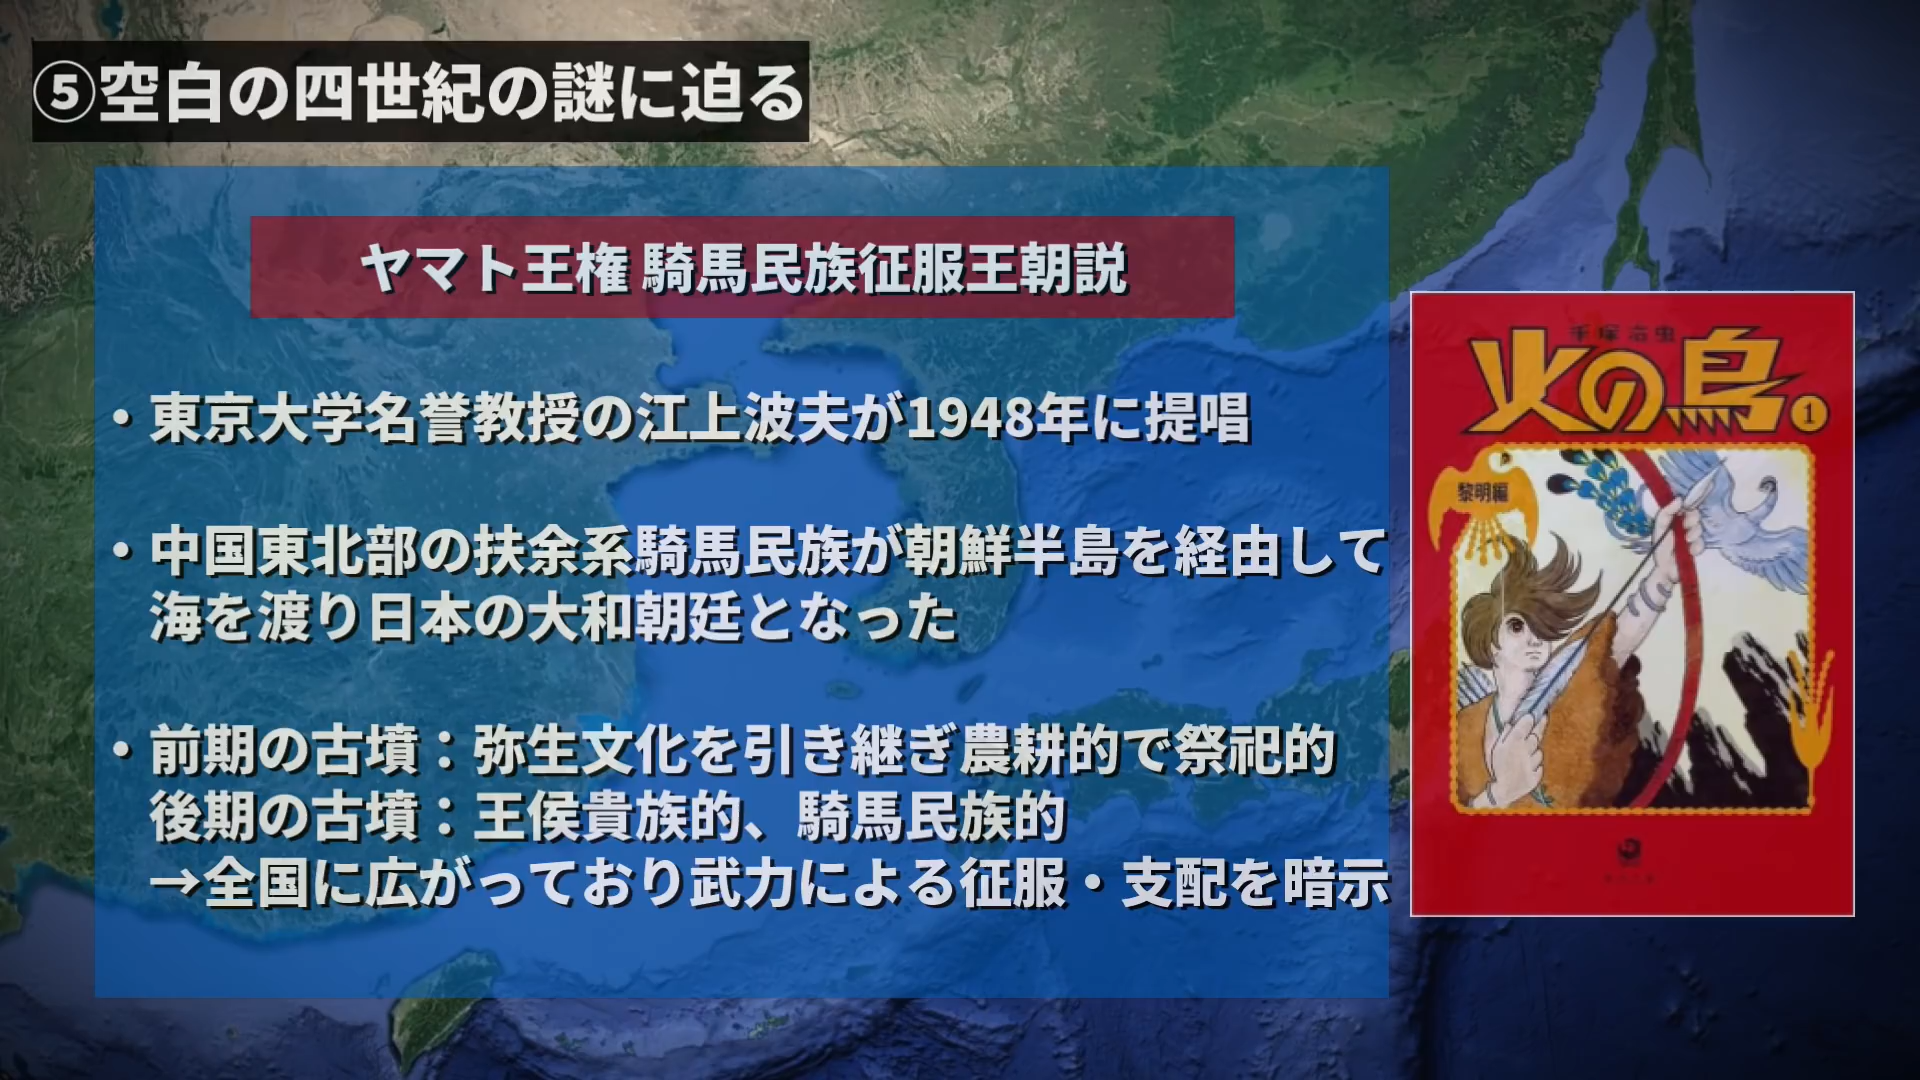 ⑤空白の四世紀の謎に迫る
ヤマト王権 騎馬民族征服王朝説
・東京大学名誉教授の江上波夫が1948年に提唱
・中国東北部の扶余系騎馬民族が朝鮮半島を経由して
海を渡り日本の大和朝廷となった
・前期の古墳：弥生文化を引き継ぎ農耕的で祭祀的
後期の古墳：王侯貴族的、騎馬民族的
→全国に広がっており武力による征服・支配を暗示
手塚治虫
火の鳥①
黎明編